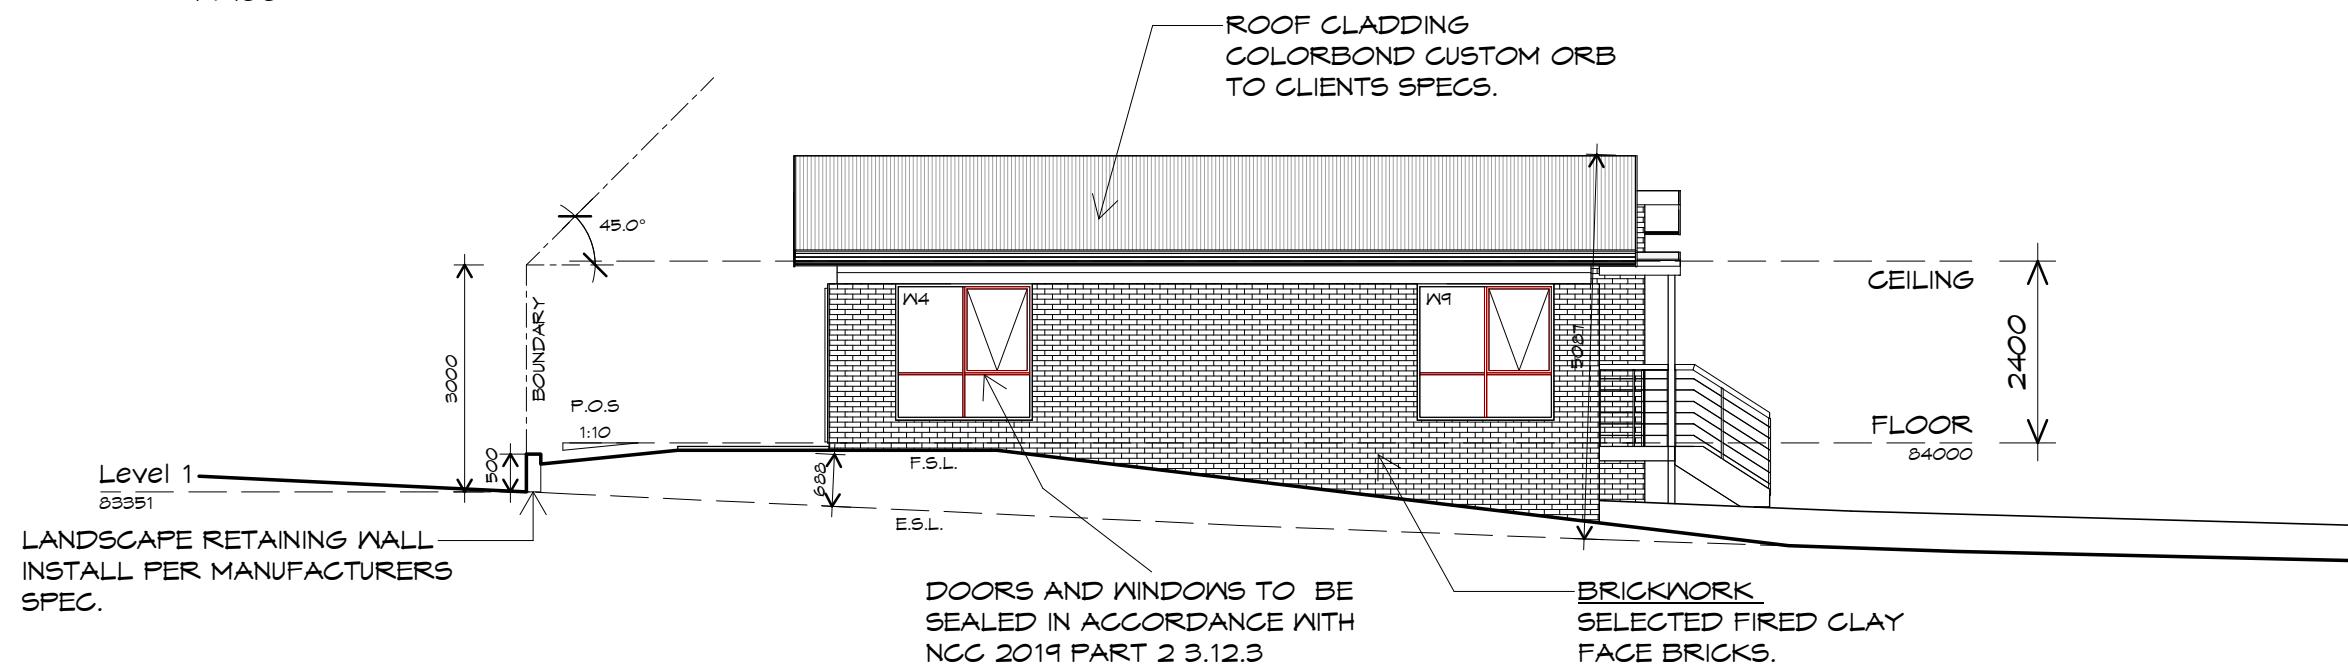 ROOF CLADDING
COLORBOND CUSTOM ORB
TO CLIENTS SPECS.
45.0°
CEILING
W4
W9
2400
3000
BOUNDARY
5087
P.O.S
1:10
FLOOR
84000
Level 1
83351
500
688
F.S.L.
E.S.L.
LANDSCAPE RETAINING WALL
INSTALL PER MANUFACTURERS
SPEC.
DOORS AND WINDOWS TO BE
SEALED IN ACCORDANCE WITH
NCC 2019 PART 2 3.12.3
BRICKWORK
SELECTED FIRED CLAY
FACE BRICKS.